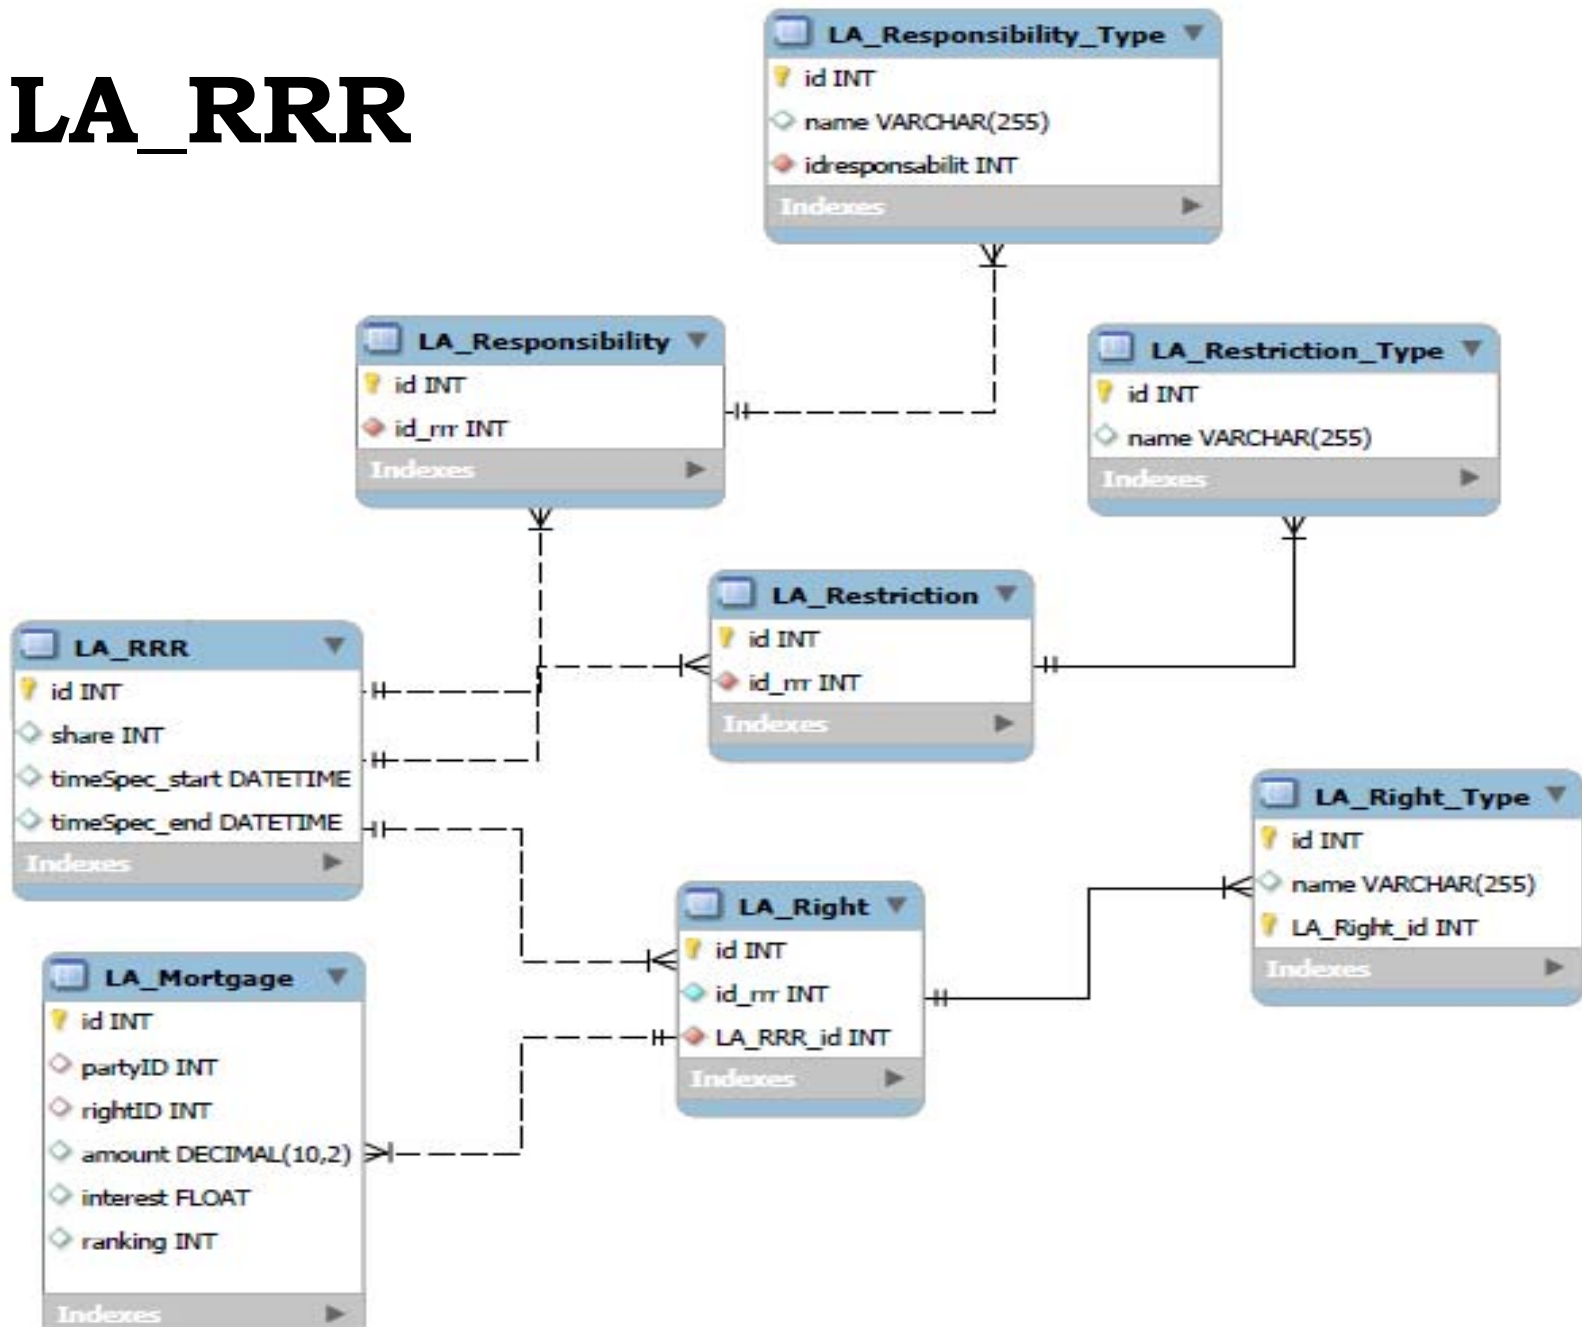 LA_RRR
LA_Responsibility_Type
id INT
name VARCHAR(255)
idresponsabilit INT
Indexes
LA_Responsibility
id INT
id_rrr INT
Indexes
LA_Restriction_Type
id INT
name VARCHAR(255)
Indexes
LA_Restriction
id INT
id_rrr INT
Indexes
LA_RRR
id INT
share INT
timeSpec_start DATETIME
timeSpec_end DATETIME
Indexes
LA_Right_Type
id INT
name VARCHAR(255)
LA_Right_id INT
Indexes
LA_Right
id INT
id_rrr INT
LA_RRR_id INT
Indexes
LA_Mortgage
id INT
partyID INT
rightID INT
amount DECIMAL(10,2)
interest FLOAT
ranking INT
Indexes